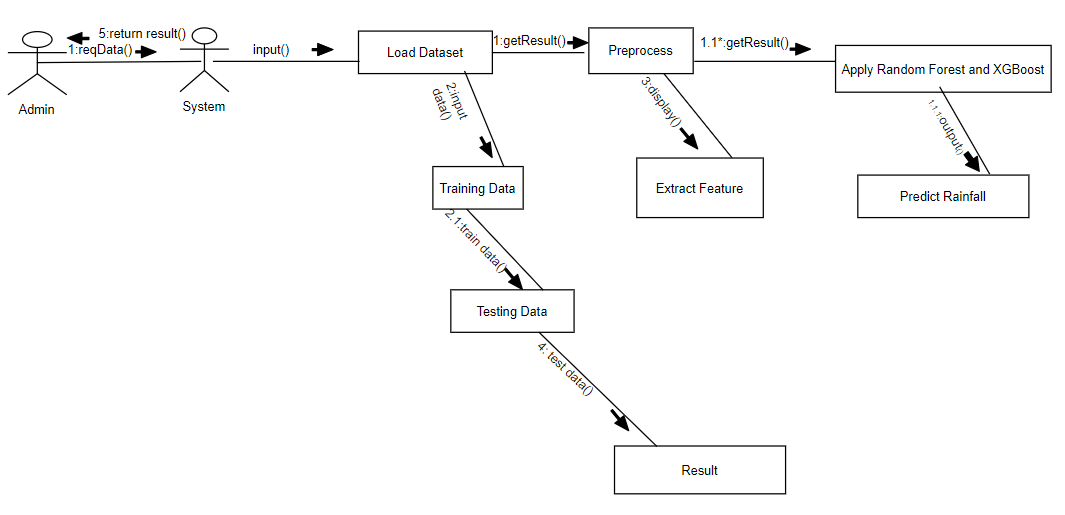 5:return result()
1:reqData()
Admin
System
input()
Load Dataset
1:getResult()
Preprocess
1.1*:getResult()
Apply Random Forest and XGBoost
2:input
data()
3:display()
1.1.1:output()
Training Data
Extract Feature
Predict Rainfall
2.1:train data()
Testing Data
4: test data()
Result